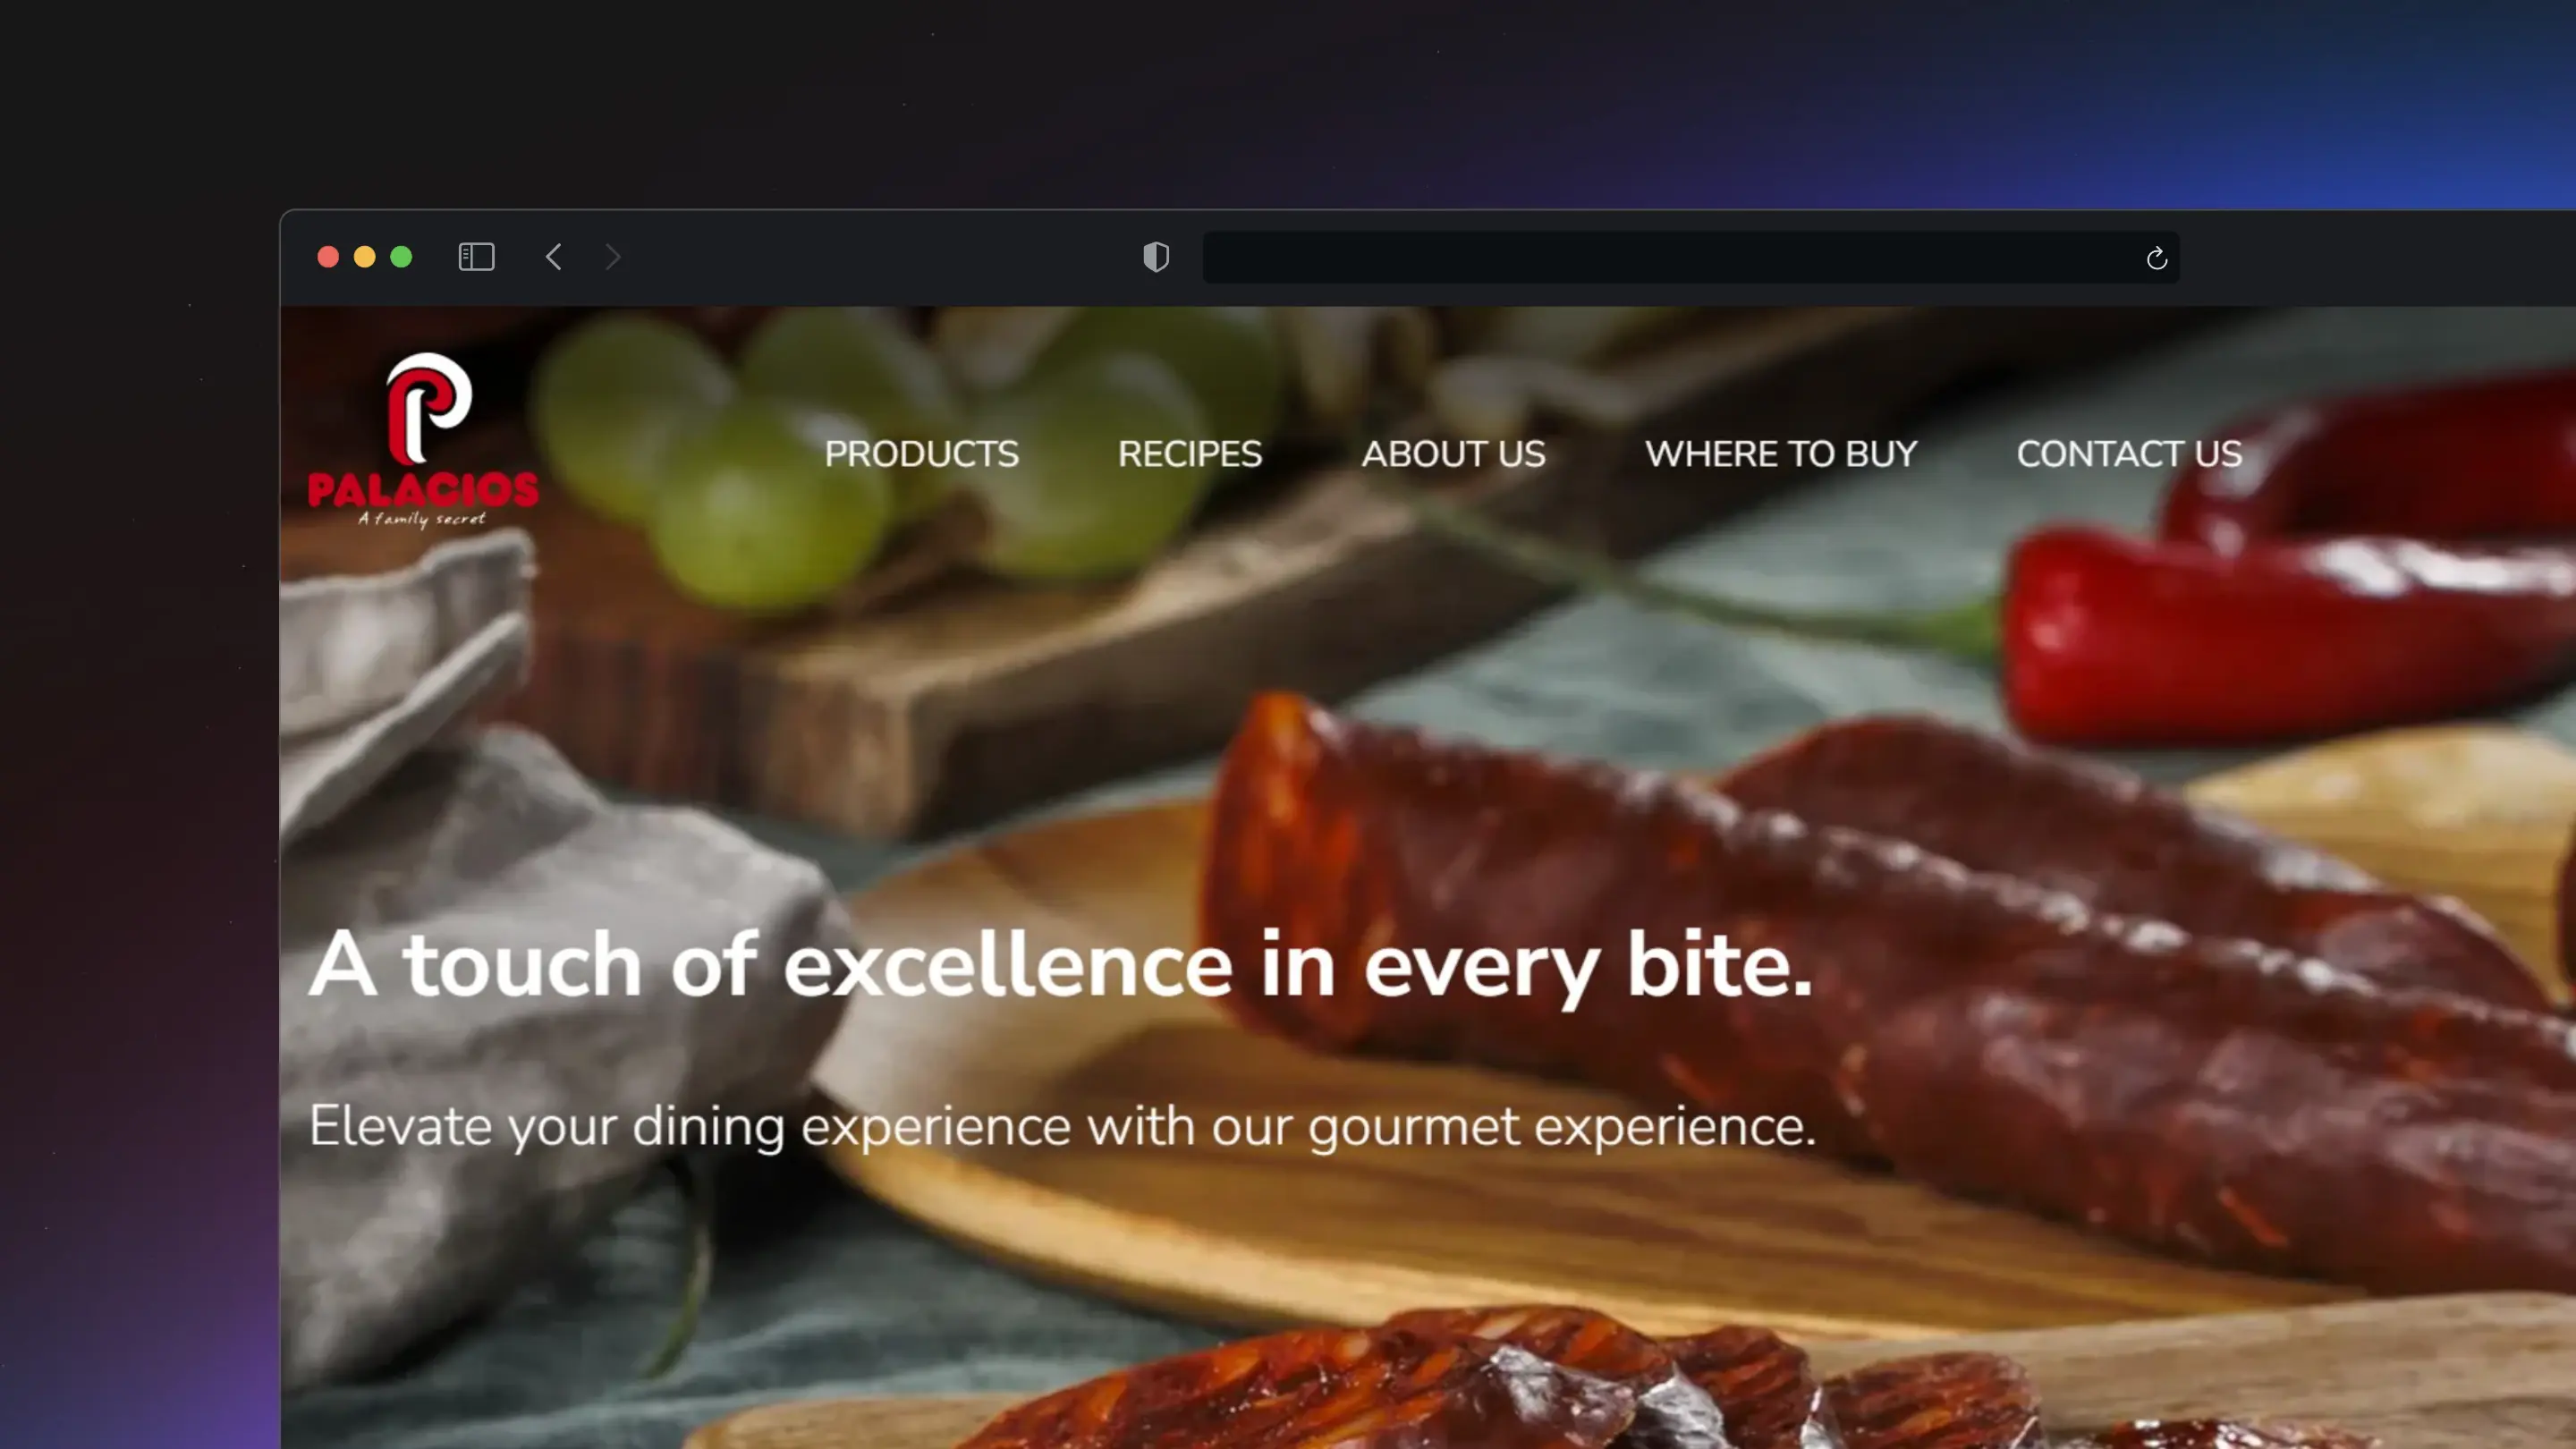 PALACIOS
A family secret
PRODUCTS RECIPES ABOUT US WHERE TO BUY CONTACT US
A touch of excellence in every bite.
Elevate your dining experience with our gourmet experience.